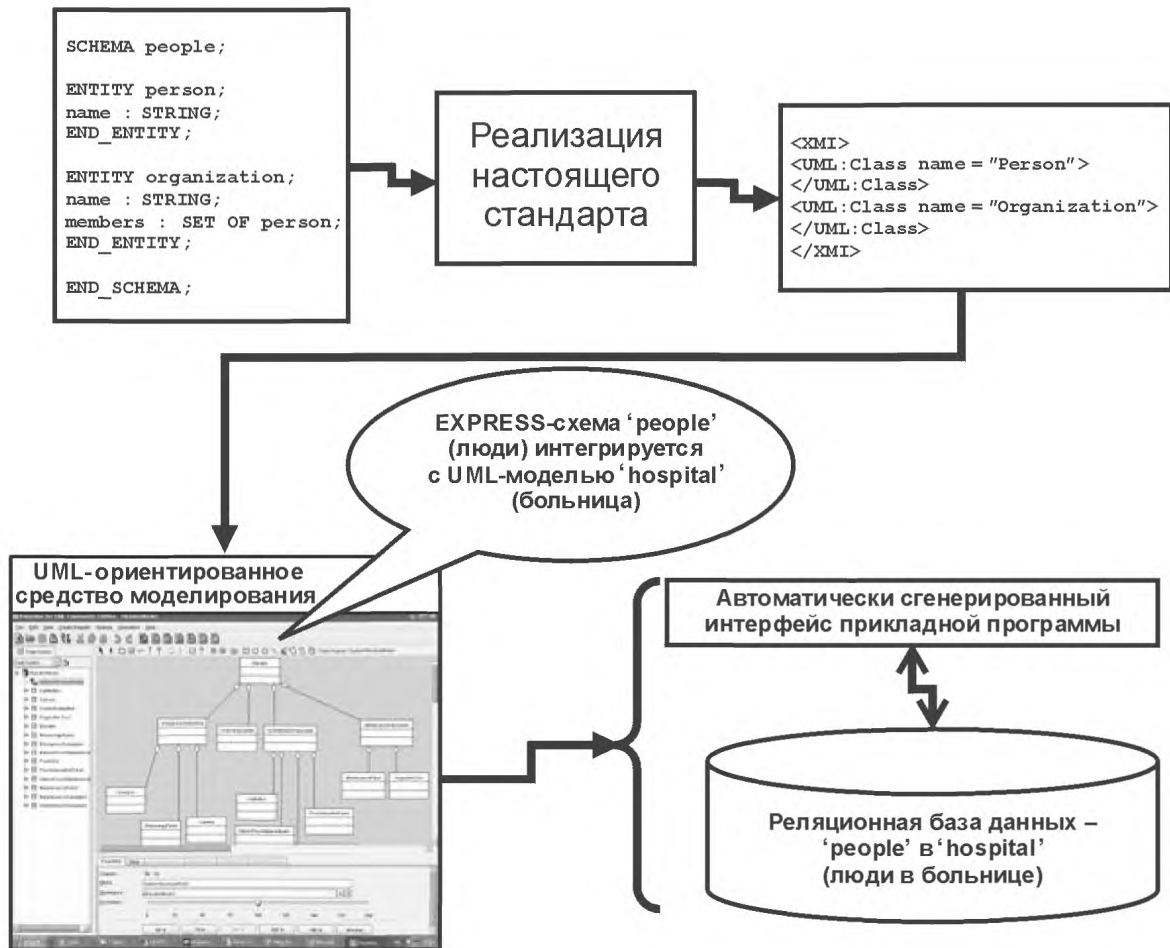 SCHEMA people;
ENTITY person;
name : STRING;
END_ENTITY;
ENTITY organization;
name : STRING;
members : SET OF person;
END_ENTITY;
END_SCHEMA;
Реализация
настоящего
стандарта
<XMI>
<UML:Class name = "Person">
</UML:Class>
<UML:Class name = "Organization">
</UML:Class>
</XMI>
EXPRESS-схема ‘people’
(люди) интегрируется
с UML-моделью ‘hospital’
(больница)
UML-ориентированное
средство моделирования
Автоматически сгенерированный
интерфейс прикладной программы
Реляционная база данных –
‘people’ в ‘hospital’
(люди в больнице)